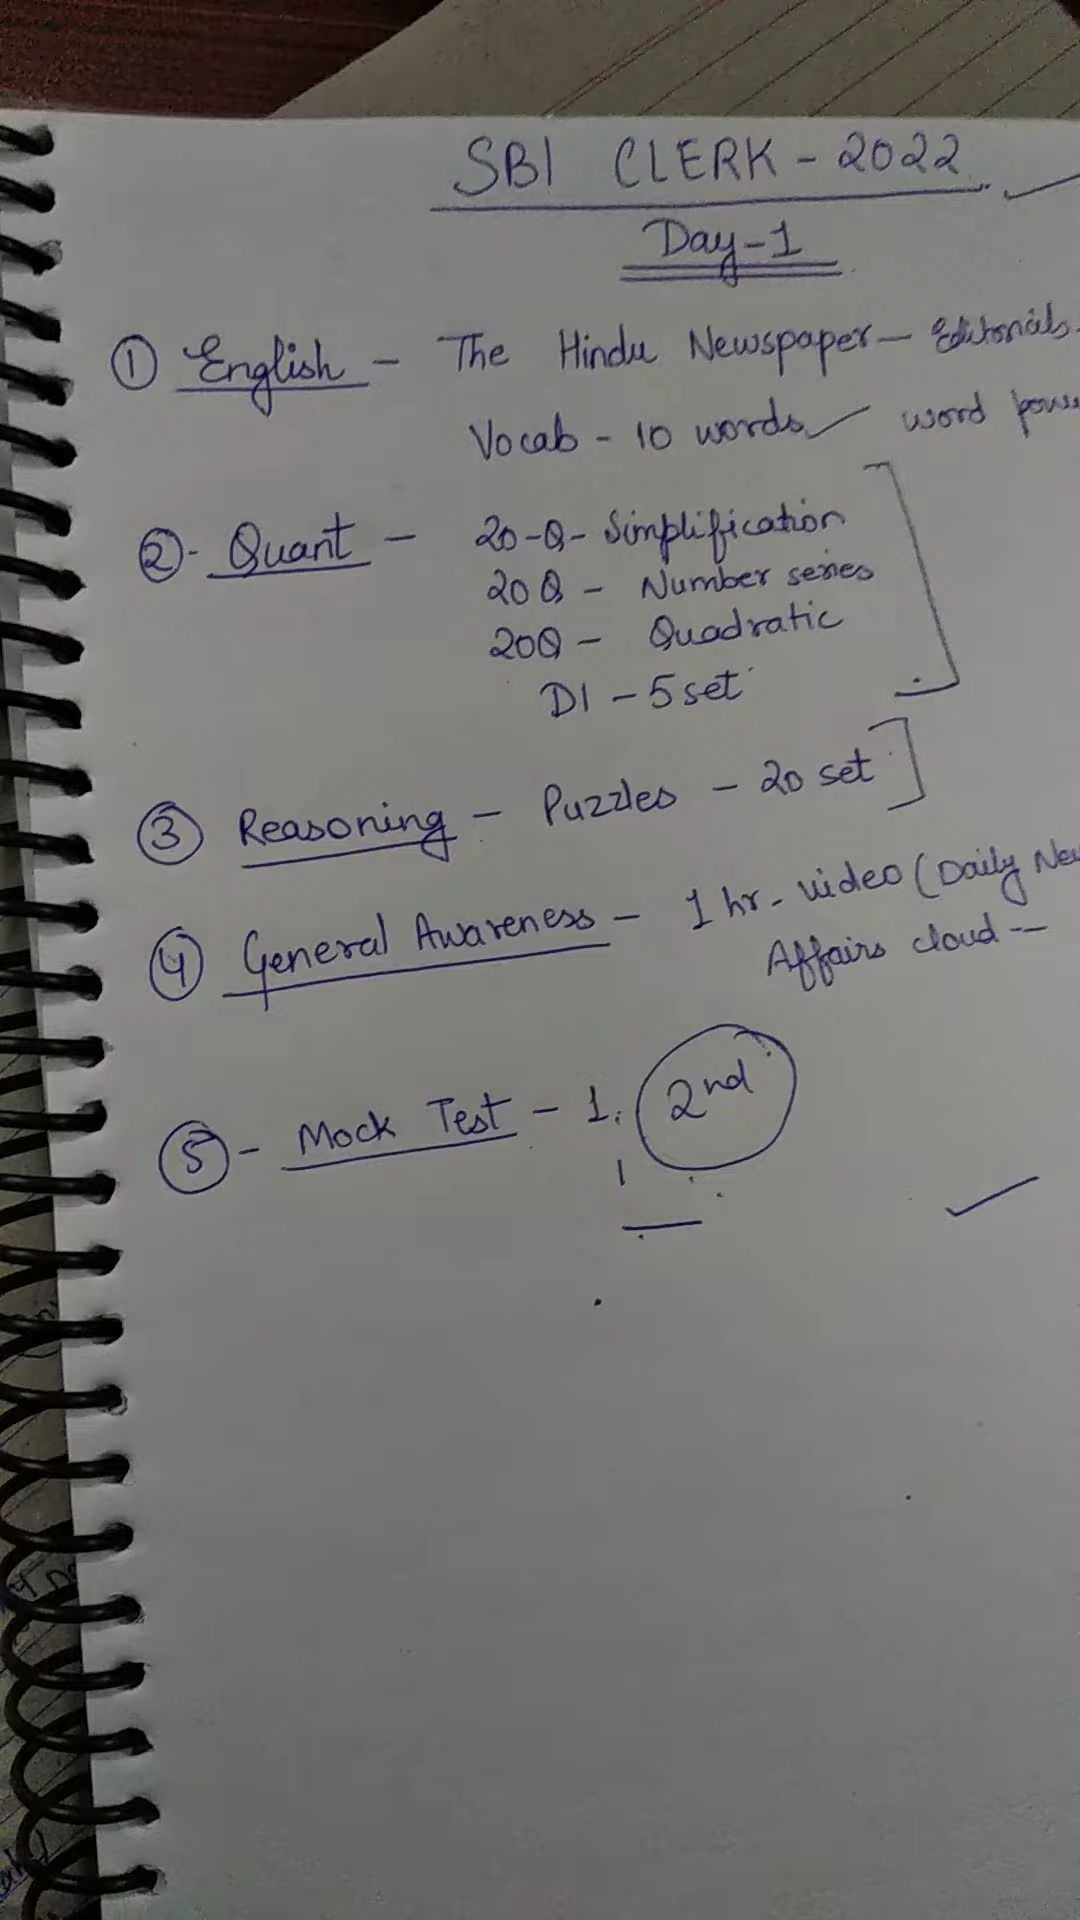 SBI CLERK - 2022
Day-1
① English - The Hindu Newspaper - Editorials.
Vocab - 10 words word
②- Quant - 20-Q- Simplification
20Q - Number series
20Q - Quadratic
DI - 5 set
③ Reasoning - Puzzles - 20 set ]
④ General Awareness - 1 hr. video (Daily
Affairs cloud --
⑤- Mock Test - 1. 2nd